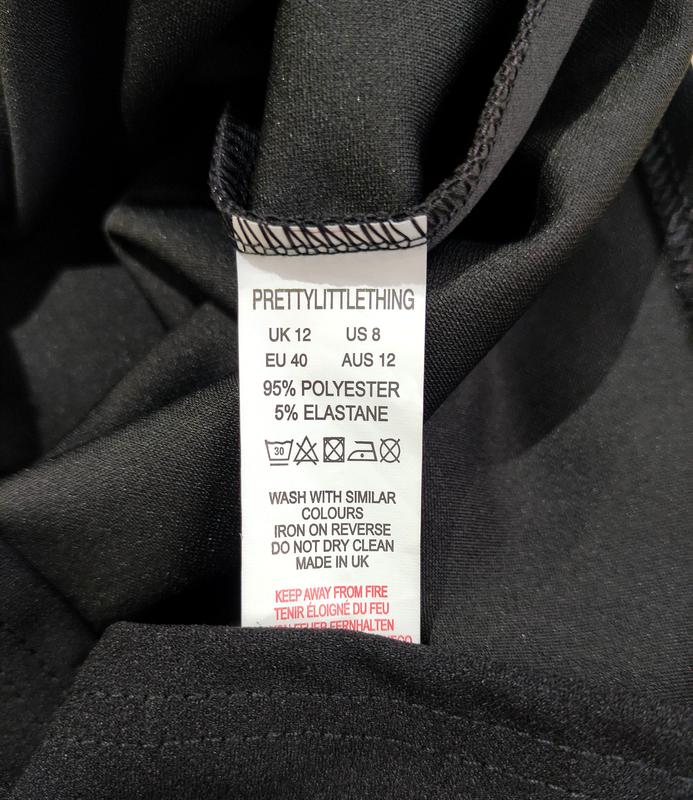 PRETTYLITTLETHING
UK 12 US 8
EU 40 AUS 12
95% POLYESTER
5% ELASTANE
30
WASH WITH SIMILAR
COLOURS
IRON ON REVERSE
DO NOT DRY CLEAN
MADE IN UK
KEEP AWAY FROM FIRE
TENIR ÉLOIGNÉ DU FEU
FERNHALTEN